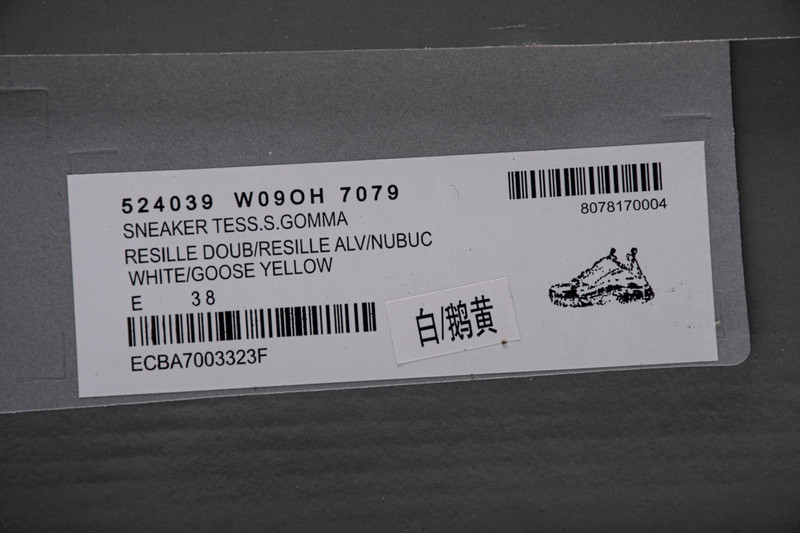 524039 W09OH 7079
SNEAKER TESS.S.GOMMA
RESILLE DOUB/RESILLE ALV/NUBUC
WHITE/GOOSE YELLOW
E 38
ECBA7003323F
8078170004
白/鹅黄